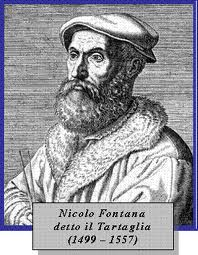 Nicolo Fontana
detto il Tartaglia
(1499 – 1557)